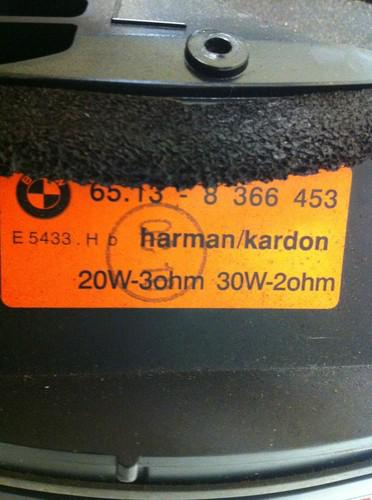 65.13 - 8 366 453
E 5433 . H b harman/kardon
20W-3ohm 30W-2ohm